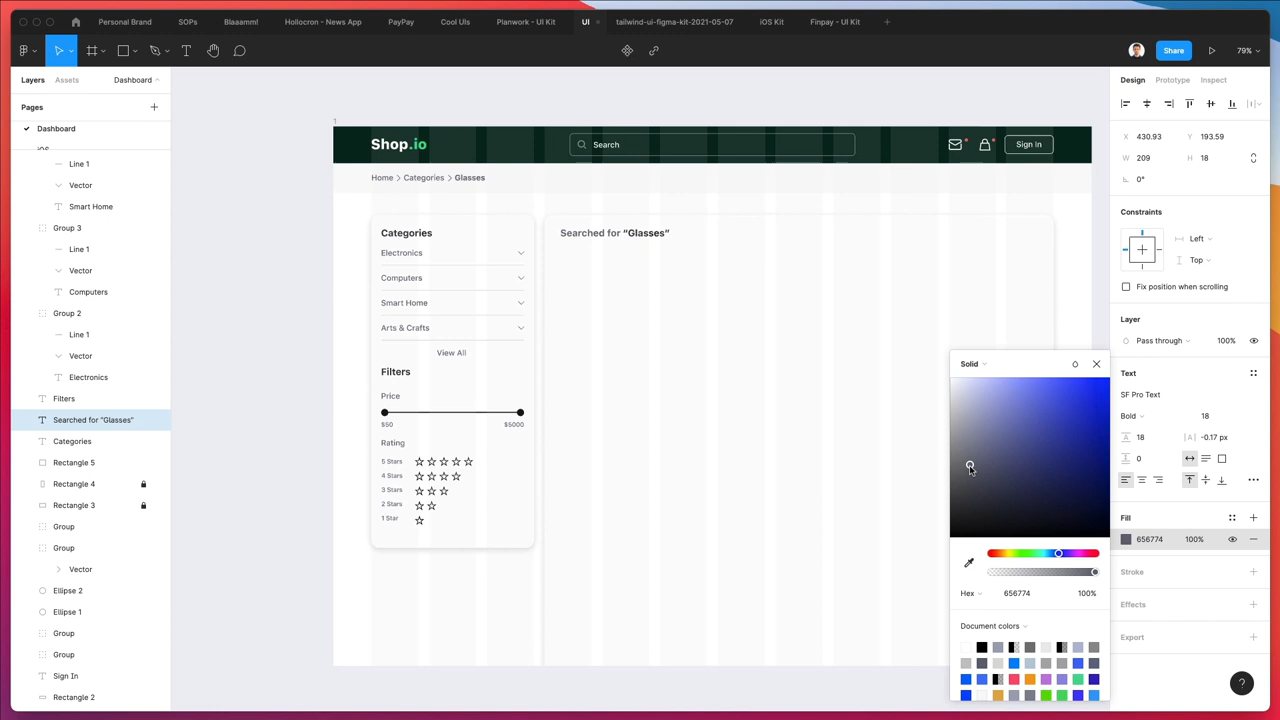 Personal Brand SOPs Blaaamm! Hollocron - News App PayPay Cool UIs Planwork - UI Kit UI tailwind-ui-figma-kit-2021-05-07 iOS Kit Finpay - UI Kit
Share 79%
Layers Assets Dashboard
Pages
Dashboard
iOS
Line 1
Vector
Smart Home
Group 3
Line 1
Vector
Computers
Group 2
Line 1
Vector
Electronics
Filters
Searched for “Glasses”
Categories
Rectangle 5
Rectangle 4
Rectangle 3
Group
Group
Vector
Ellipse 2
Ellipse 1
Group
Group
Sign In
Rectangle 2
1
Shop.io Search Sign In
Home Categories Glasses
Categories
Electronics
Computers
Smart Home
Arts & Crafts
View All
Filters
Price
$50 $5000
Rating
5 Stars
4 Stars
3 Stars
2 Stars
1 Star
Searched for “Glasses”
Solid
Hex 656774 100%
Document colors
Design Prototype Inspect
X 430.93 Y 193.59
W 209 H 18
0°
Constraints
Left
Top
Fix position when scrolling
Layer
Pass through 100%
Text
SF Pro Text
Bold 18
A 18 |A| -0.17 px
0
Fill
656774 100%
Stroke
Effects
Export
?